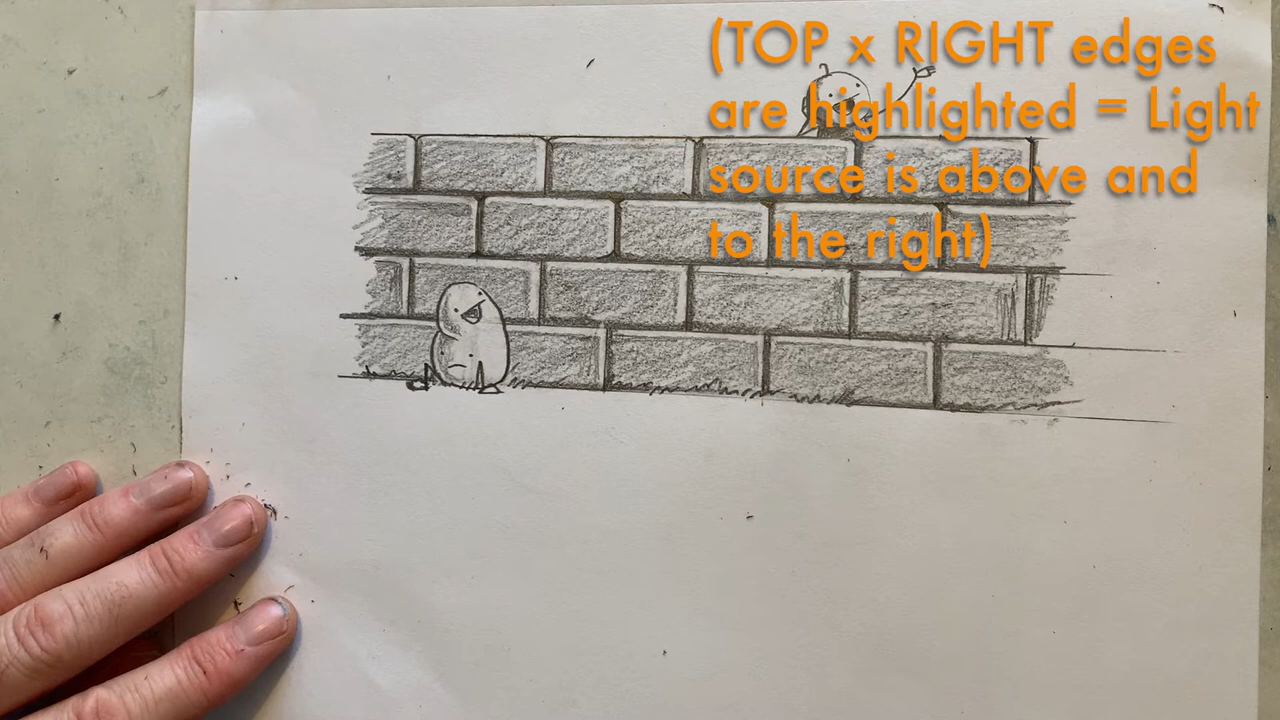 (TOP x RIGHT edges
are highlighted = Light
source is above and
to the right)